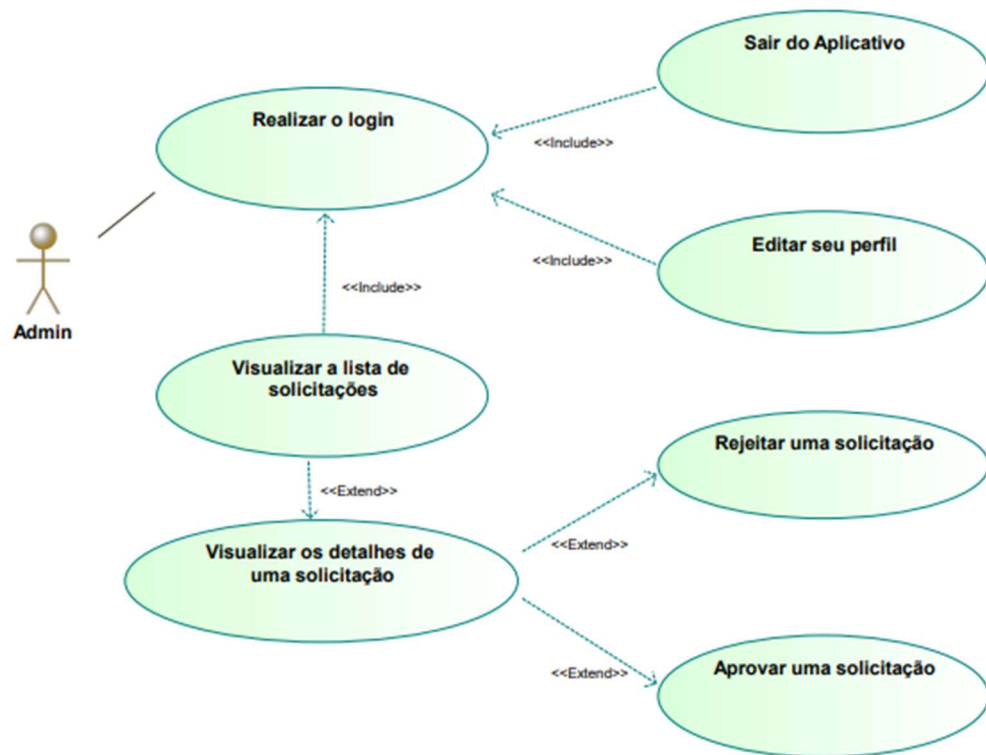 Sair do Aplicativo
Realizar o login
<<Include>>
Editar seu perfil
<<Include>>
<<Include>>
Admin
Visualizar a lista de
solicitações
Rejeitar uma solicitação
<<Extend>>
Visualizar os detalhes de
uma solicitação
<<Extend>>
<<Extend>>
Aprovar uma solicitação